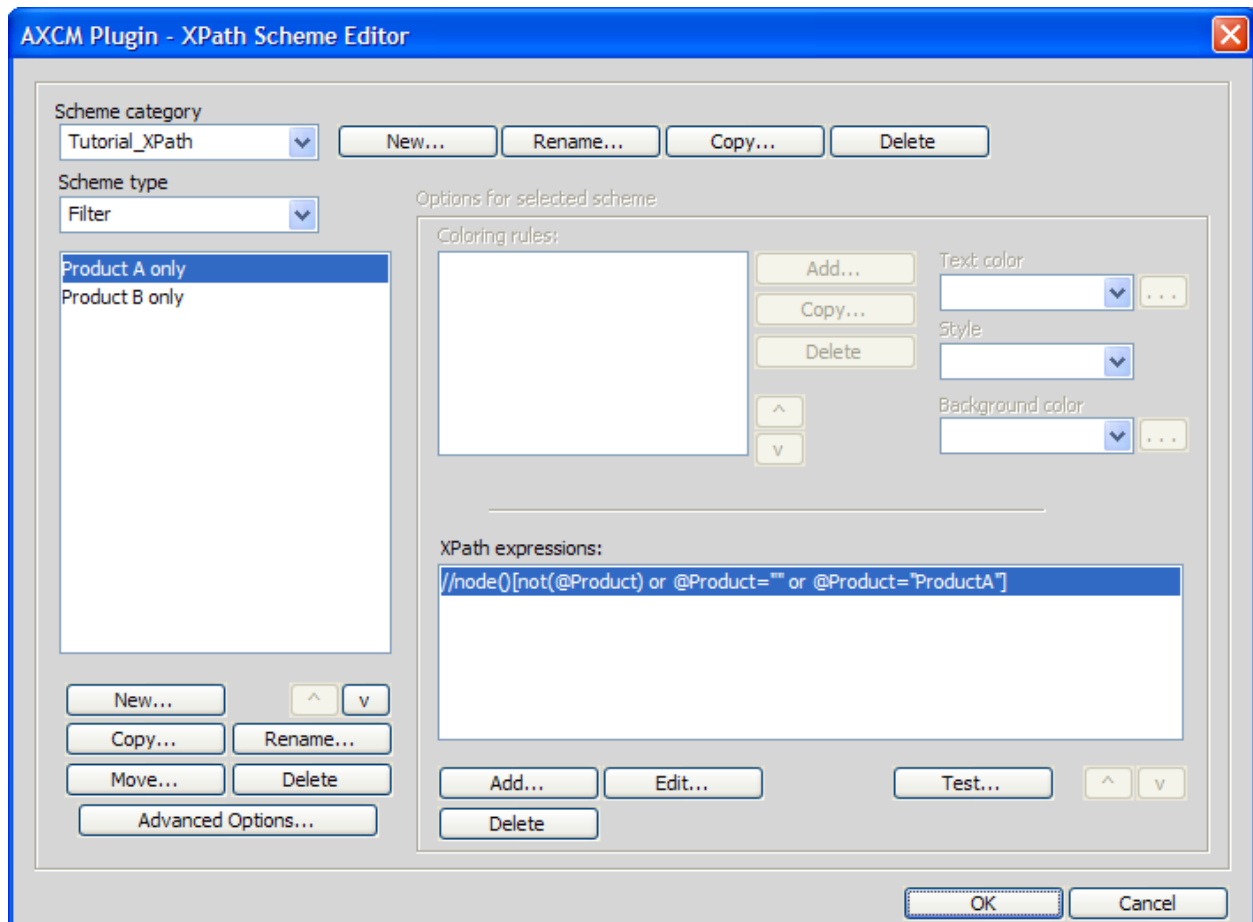 AXCM Plugin - XPath Scheme Editor
Scheme category
Tutorial_XPath
New...
Rename...
Copy...
Delete
Scheme type
Filter
Options for selected scheme
Product A only
Product B only
Coloring rules:
Add...
Copy...
Delete
^
v
Text color
. . .
Style
Background color
. . .
XPath expressions:
//node()[not(@Product) or @Product="" or @Product="ProductA"]
New...
^
v
Copy...
Rename...
Move...
Delete
Advanced Options...
Add...
Edit...
Test...
^
v
Delete
OK
Cancel